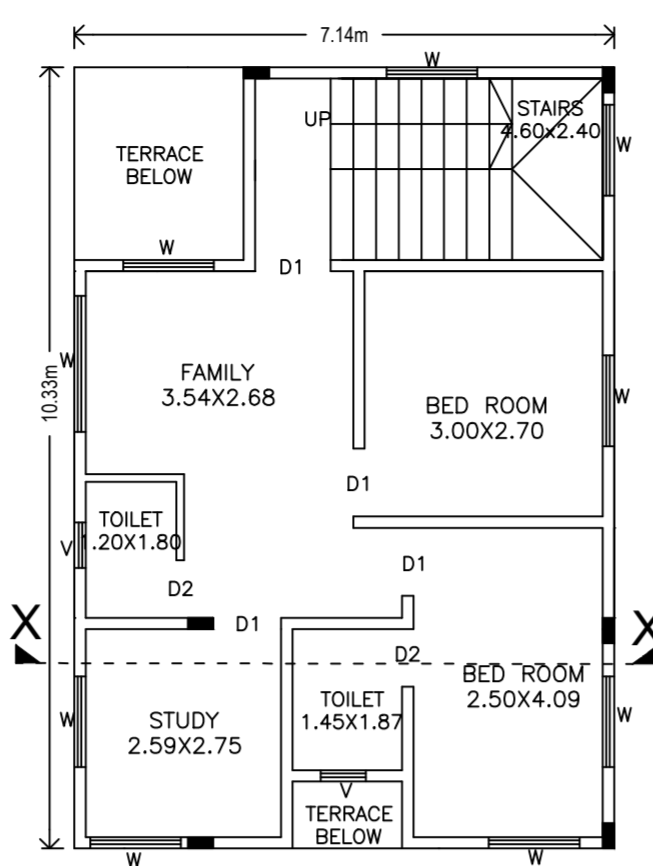 7.14m
W
STAIRS
4.60x2.40
UP
W
TERRACE
BELOW
W
D1
W
10.33m
FAMILY
3.54X2.68
BED ROOM
3.00X2.70
W
D1
TOILET
1.20X1.80
V
D2
D1
D1
X
X
D2
BED ROOM
2.50X4.09
TOILET
1.45X1.87
STUDY
2.59X2.75
W
W
V
TERRACE
BELOW
W
W